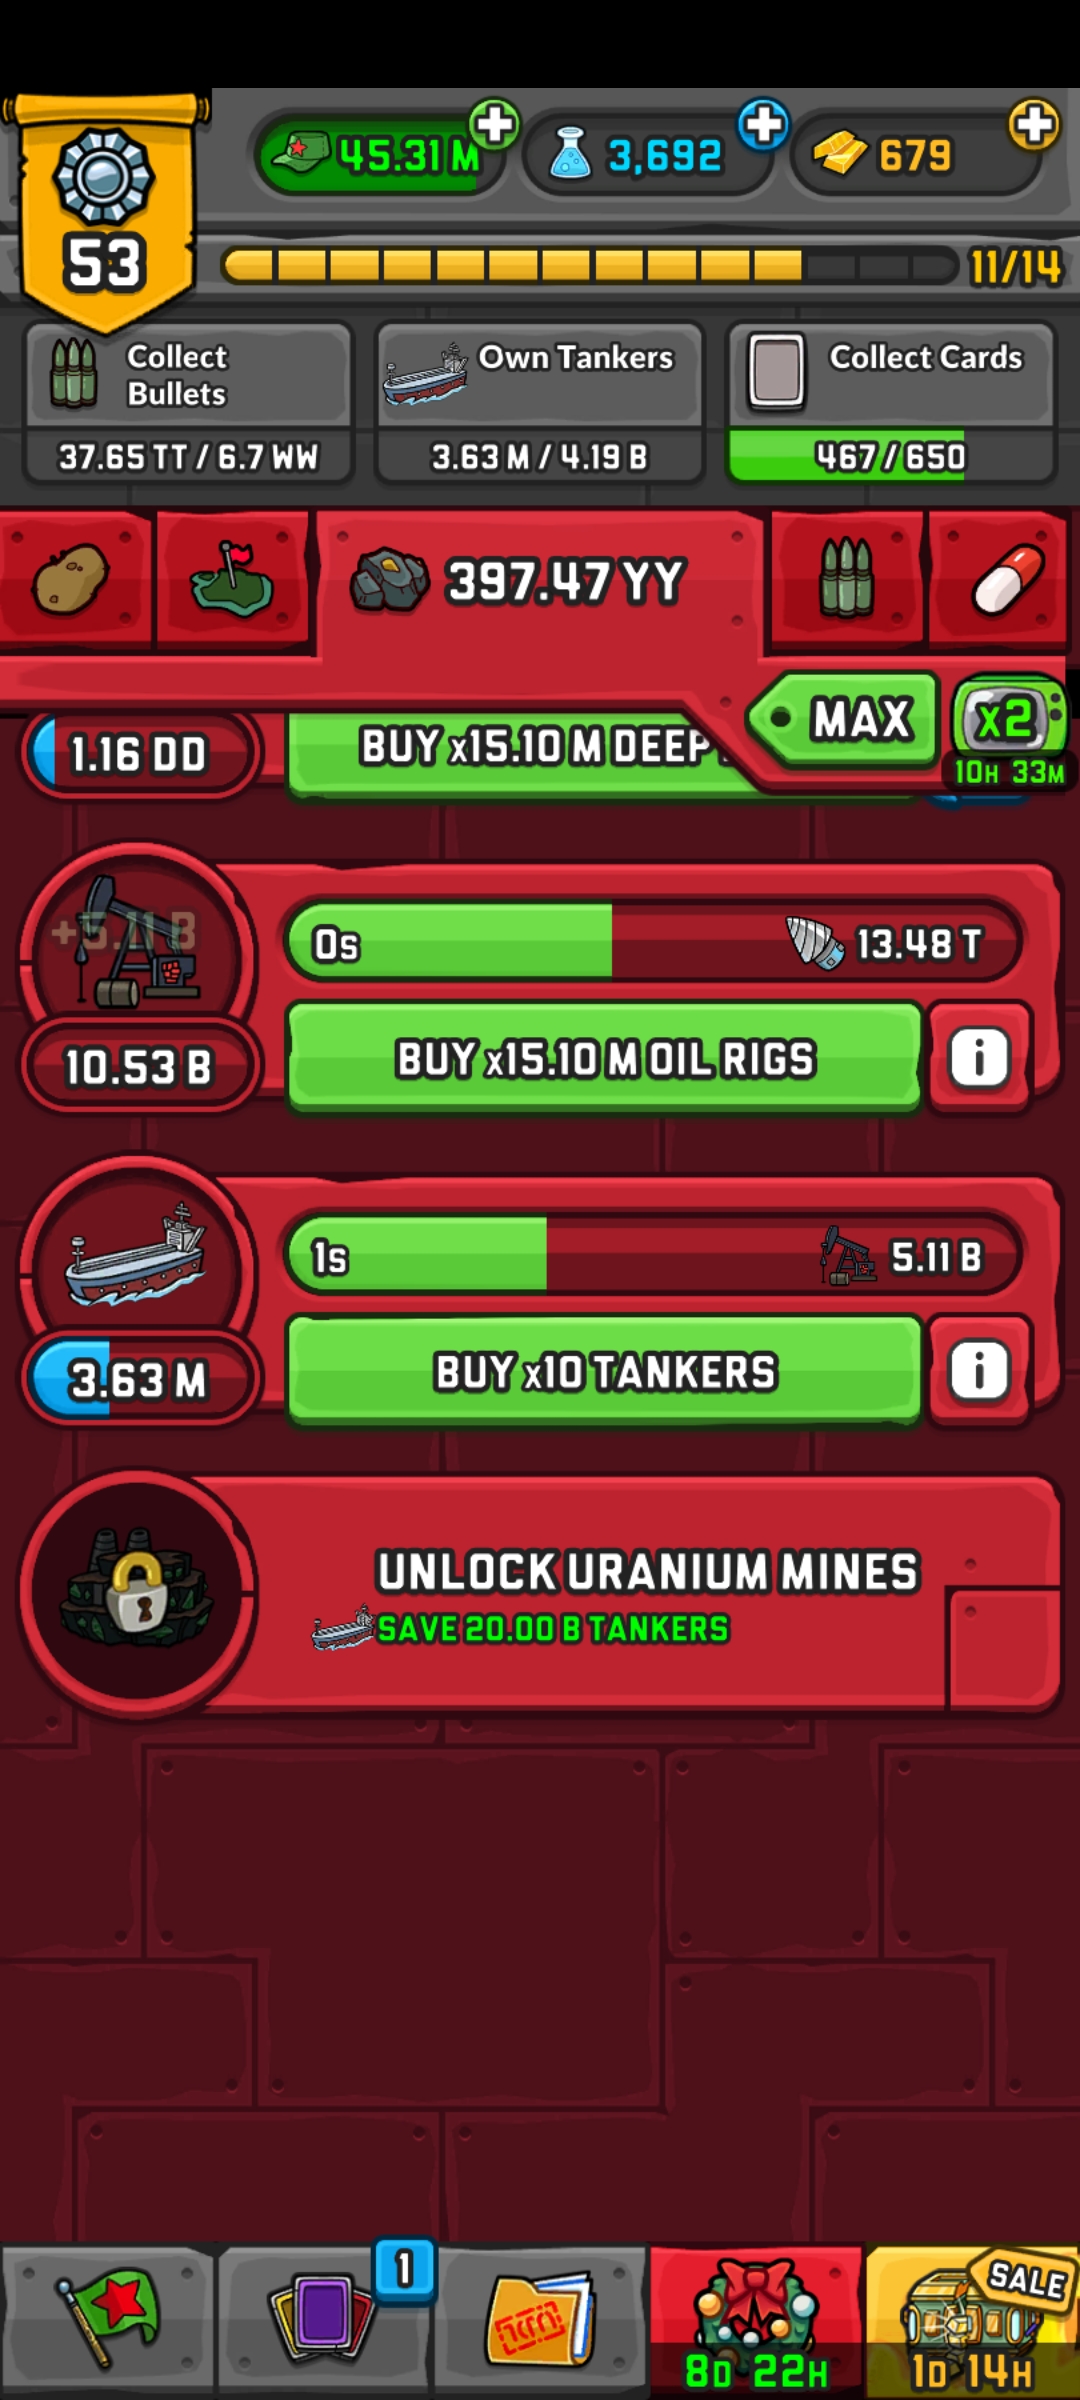 45.31 M
3,692
679
53
11/14
Collect
Bullets
Own Tankers
Collect Cards
37.65 TT / 6.7 WW
3.63 M / 4.19 B
467 / 650
397.47 YY
MAX
x2
10H 33M
1.16 DD
BUY x15.10 M DEEP
+5.11 B
0s
13.48 T
10.53 B
BUY x15.10 M OIL RIGS
i
1s
5.11 B
3.63 M
BUY x10 TANKERS
i
UNLOCK URANIUM MINES
SAVE 20.00 B TANKERS
1
SALE
8D 22H
1D 14H